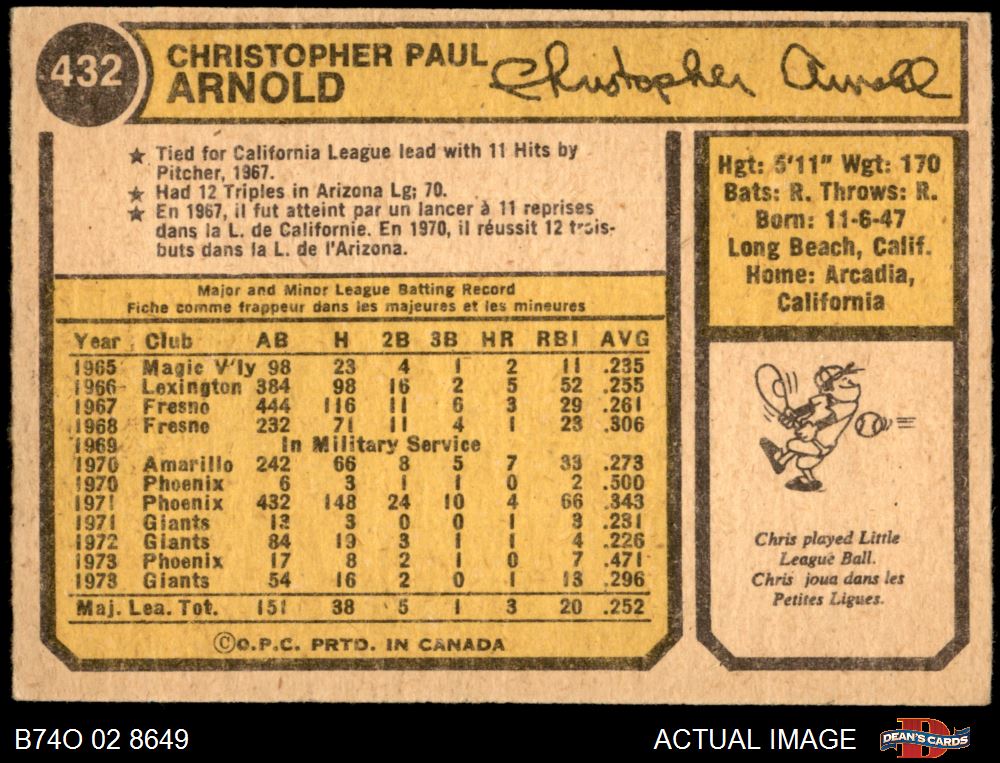 432
CHRISTOPHER PAUL
ARNOLD
Christopher Arnold
★ Tied for California League lead with 11 Hits by
Pitcher, 1967.
★ Had 12 Triples in Arizona Lg; 70.
★ En 1967, il fut atteint par un lancer à 11 reprises
dans la L. de Californie. En 1970, il réussit 12 trois-
buts dans la L. de l'Arizona.
Hgt: 5'11" Wgt: 170
Bats: R. Throws: R.
Born: 11-6-47
Long Beach, Calif.
Home: Arcadia,
California
Major and Minor League Batting Record
Fiche comme frappeur dans les majeures et les mineures
Year Club AB H 2B 3B HR RBI AVG
1965 Magic V'ly 98 23 4 1 2 11 .235
1966 Lexington 384 98 16 2 5 52 .255
1967 Fresno 444 116 11 6 3 29 .261
1968 Fresno 232 71 11 4 1 23 .306
1969 In Military Service
1970 Amarillo 242 66 8 5 7 33 .273
1970 Phoenix 6 3 1 1 0 2 .500
1971 Phoenix 432 148 24 10 4 66 .343
1971 Giants 13 3 0 0 1 3 .231
1972 Giants 84 19 3 1 1 4 .226
1973 Phoenix 17 8 2 1 0 7 .471
1973 Giants 54 16 2 0 1 13 .296
Maj. Lea. Tot. 151 38 5 1 3 20 .252
©O.P.C. PRTD. IN CANADA
Chris played Little
League Ball.
Chris joua dans les
Petites Ligues.
B74O 02 8649
ACTUAL IMAGE
D
DEAN'S CARDS